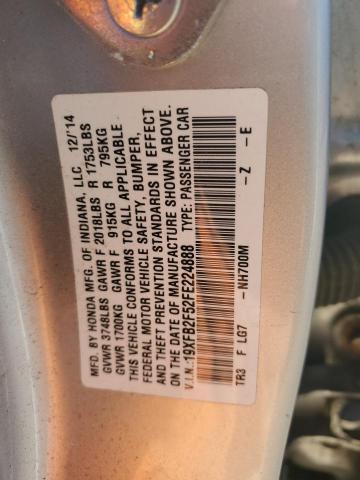 MFD. BY HONDA MFG. OF INDIANA, LLC 12/'14
GVWR 3748LBS GAWR F 2018LBS R 1753LBS
GVWR 1700KG GAWR F 915KG R 795KG
THIS VEHICLE CONFORMS TO ALL APPLICABLE
FEDERAL MOTOR VEHICLE SAFETY, BUMPER,
AND THEFT PREVENTION STANDARDS IN EFFECT
ON THE DATE OF MANUFACTURE SHOWN ABOVE.
V.I.N.:19XFB2F52FE224888 TYPE: PASSENGER CAR
-NH700M -Z -E
TR3 F LG7